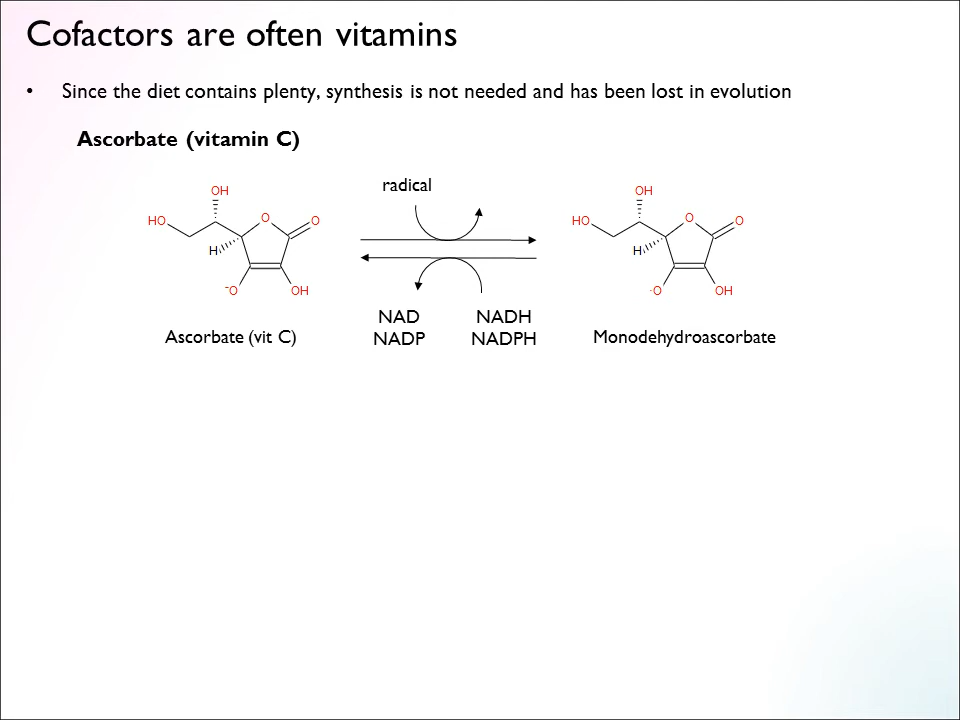 Cofactors are often vitamins
• Since the diet contains plenty, synthesis is not needed and has been lost in evolution
Ascorbate (vitamin C)
OH
HO
O
O
H
-O
OH
radical
NAD
NADP
NADH
NADPH
OH
HO
O
O
H
·O
OH
Ascorbate (vit C)
Monodehydroascorbate